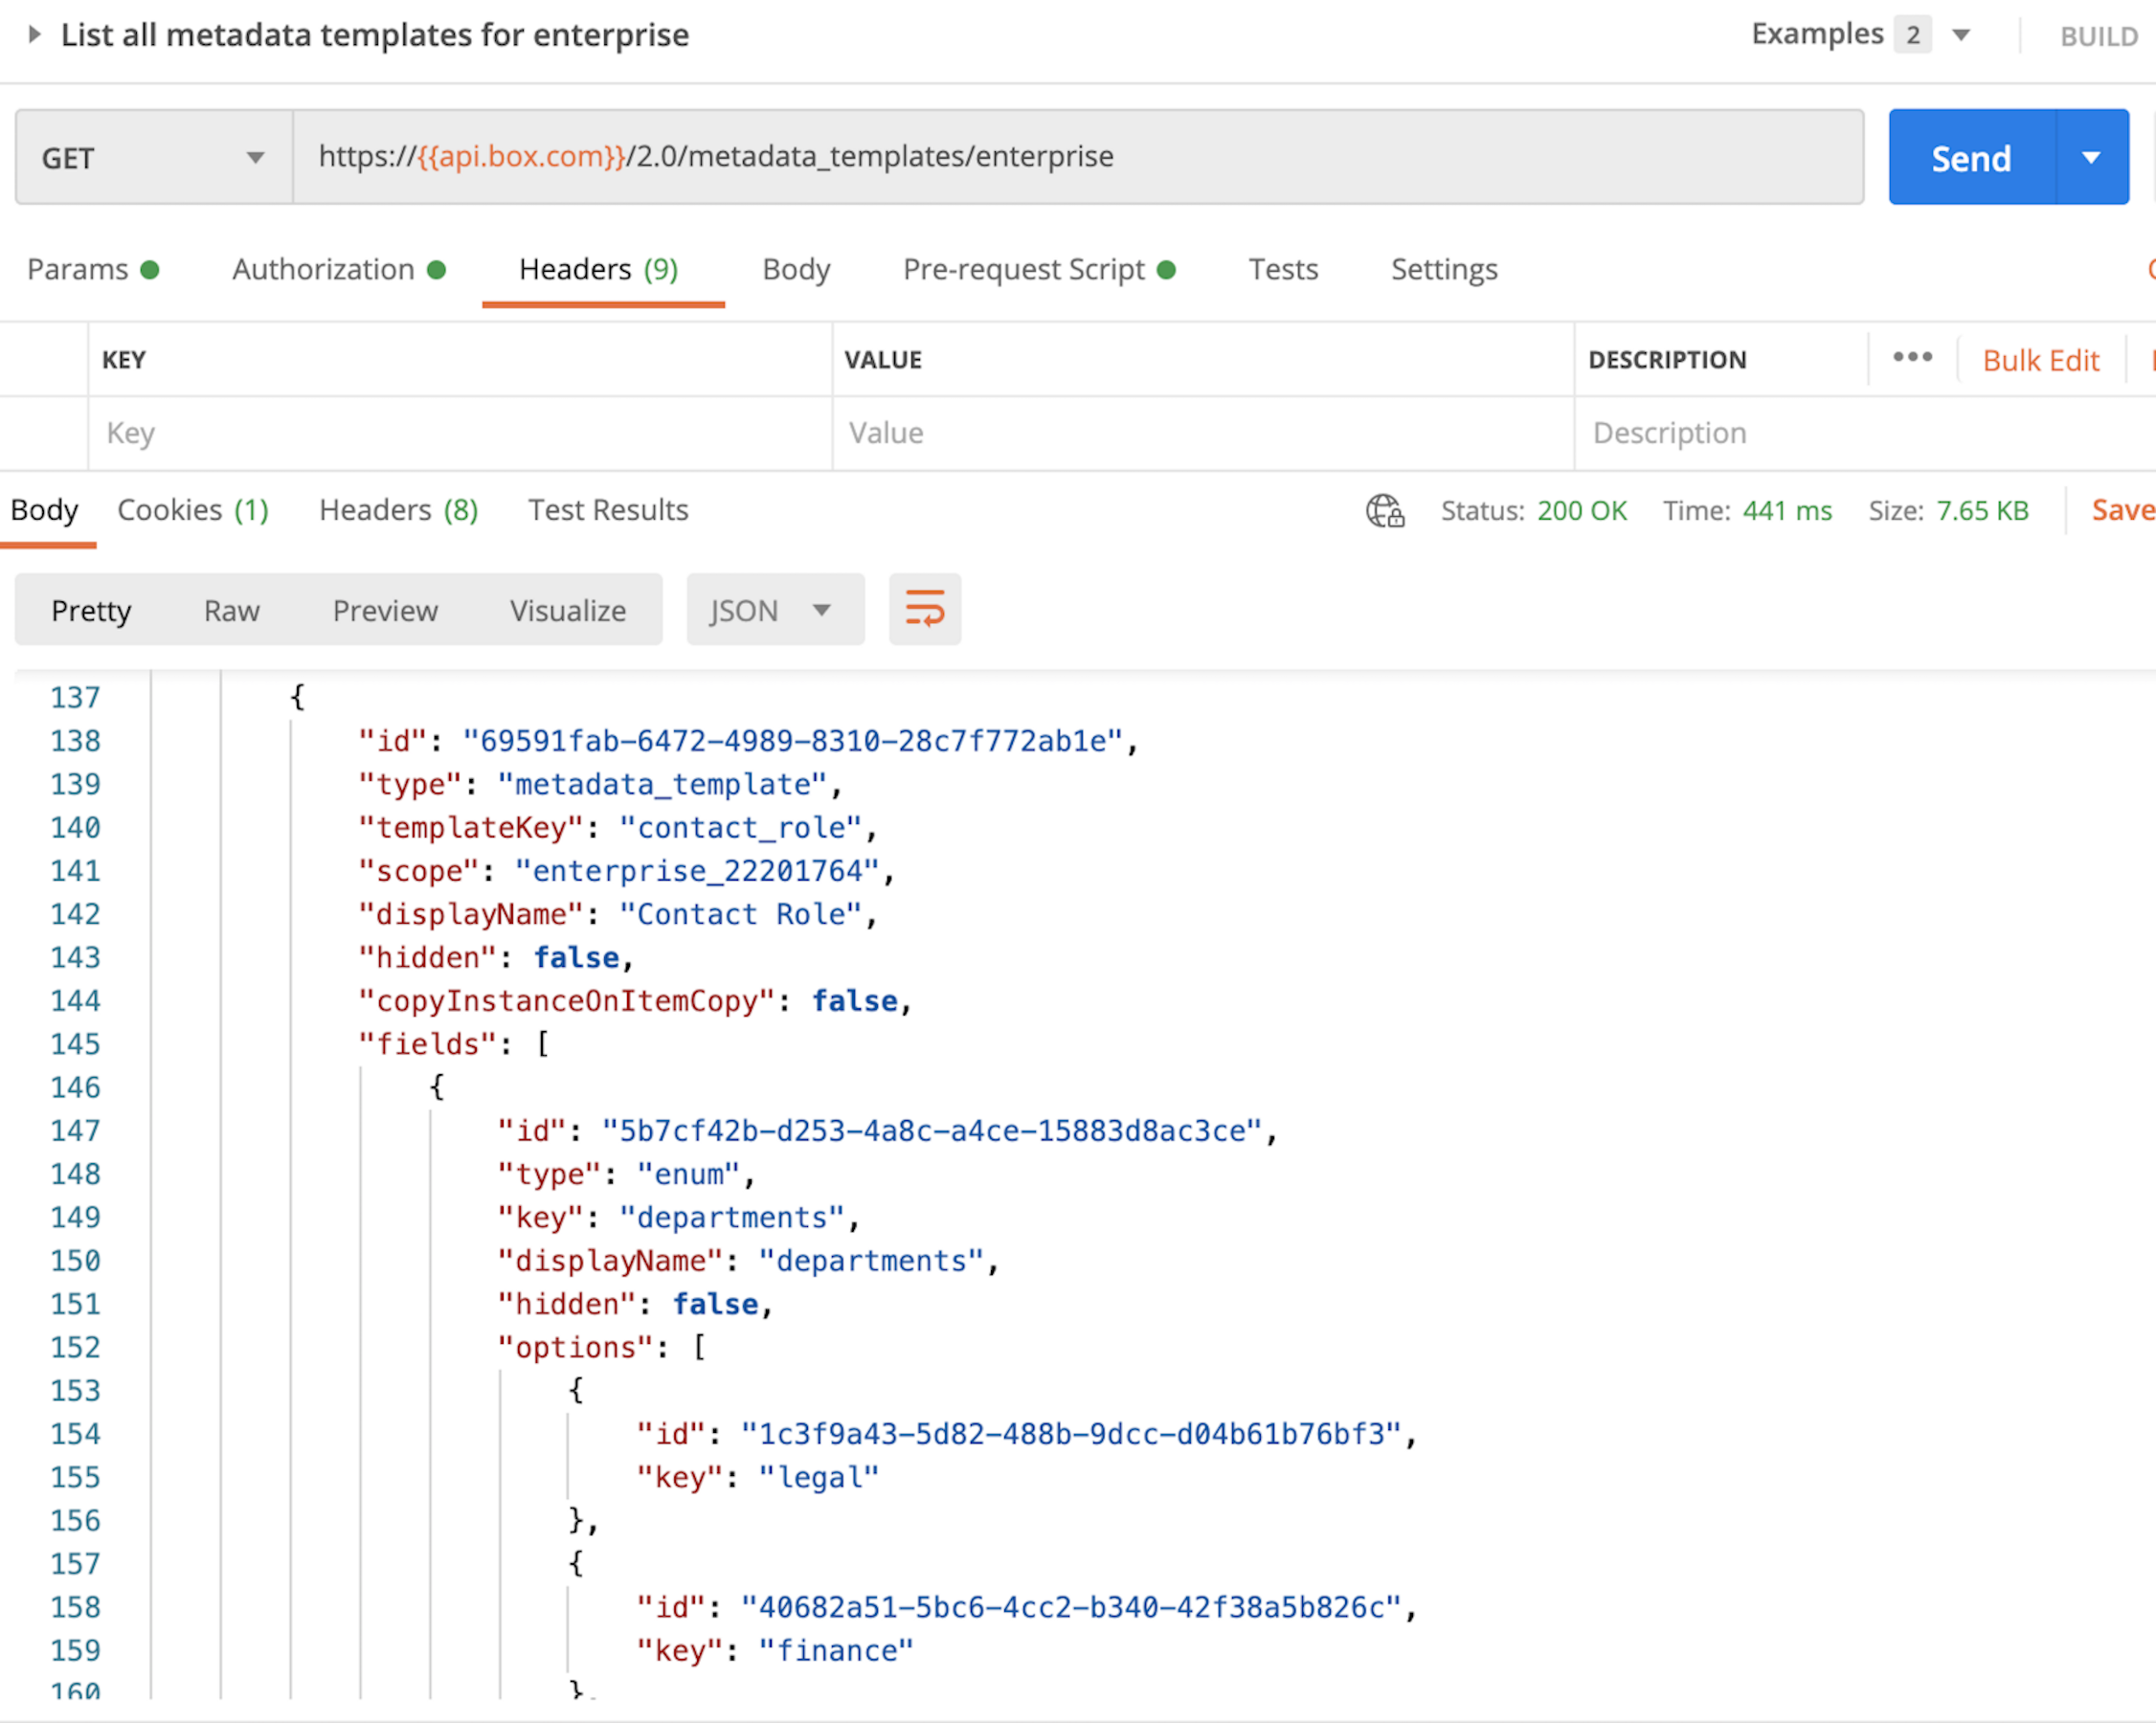 List all metadata templates for enterprise Examples 2 BUILD
GET https://{{api.box.com}}/2.0/metadata_templates/enterprise Send
Params Authorization Headers (9) Body Pre-request Script Tests Settings
KEY VALUE DESCRIPTION ••• Bulk Edit
Key Value Description
Body Cookies (1) Headers (8) Test Results Status: 200 OK Time: 441 ms Size: 7.65 KB Save
Pretty Raw Preview Visualize JSON
137 {
138 "id": "69591fab-6472-4989-8310-28c7f772ab1e",
139 "type": "metadata_template",
140 "templateKey": "contact_role",
141 "scope": "enterprise_22201764",
142 "displayName": "Contact Role",
143 "hidden": false,
144 "copyInstanceOnItemCopy": false,
145 "fields": [
146 {
147 "id": "5b7cf42b-d253-4a8c-a4ce-15883d8ac3ce",
148 "type": "enum",
149 "key": "departments",
150 "displayName": "departments",
151 "hidden": false,
152 "options": [
153 {
154 "id": "1c3f9a43-5d82-488b-9dcc-d04b61b76bf3",
155 "key": "legal"
156 },
157 {
158 "id": "40682a51-5bc6-4cc2-b340-42f38a5b826c",
159 "key": "finance"
160 },